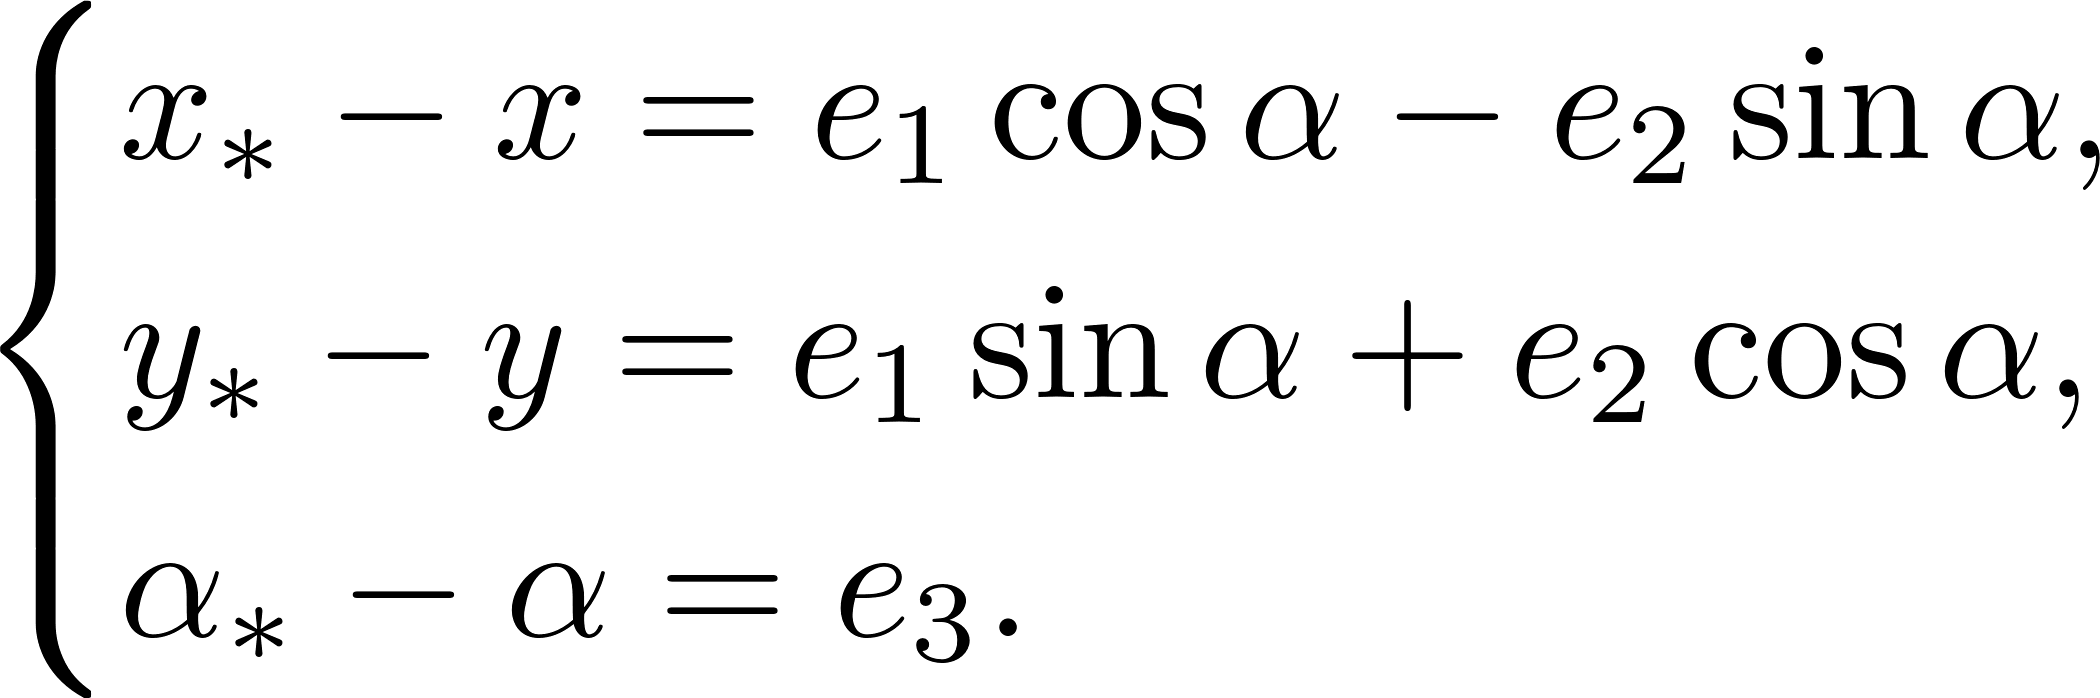 x_* − x = e_1 cos α − e_2 sin α,
y_* − y = e_1 sin α + e_2 cos α,
α_* − α = e_3.